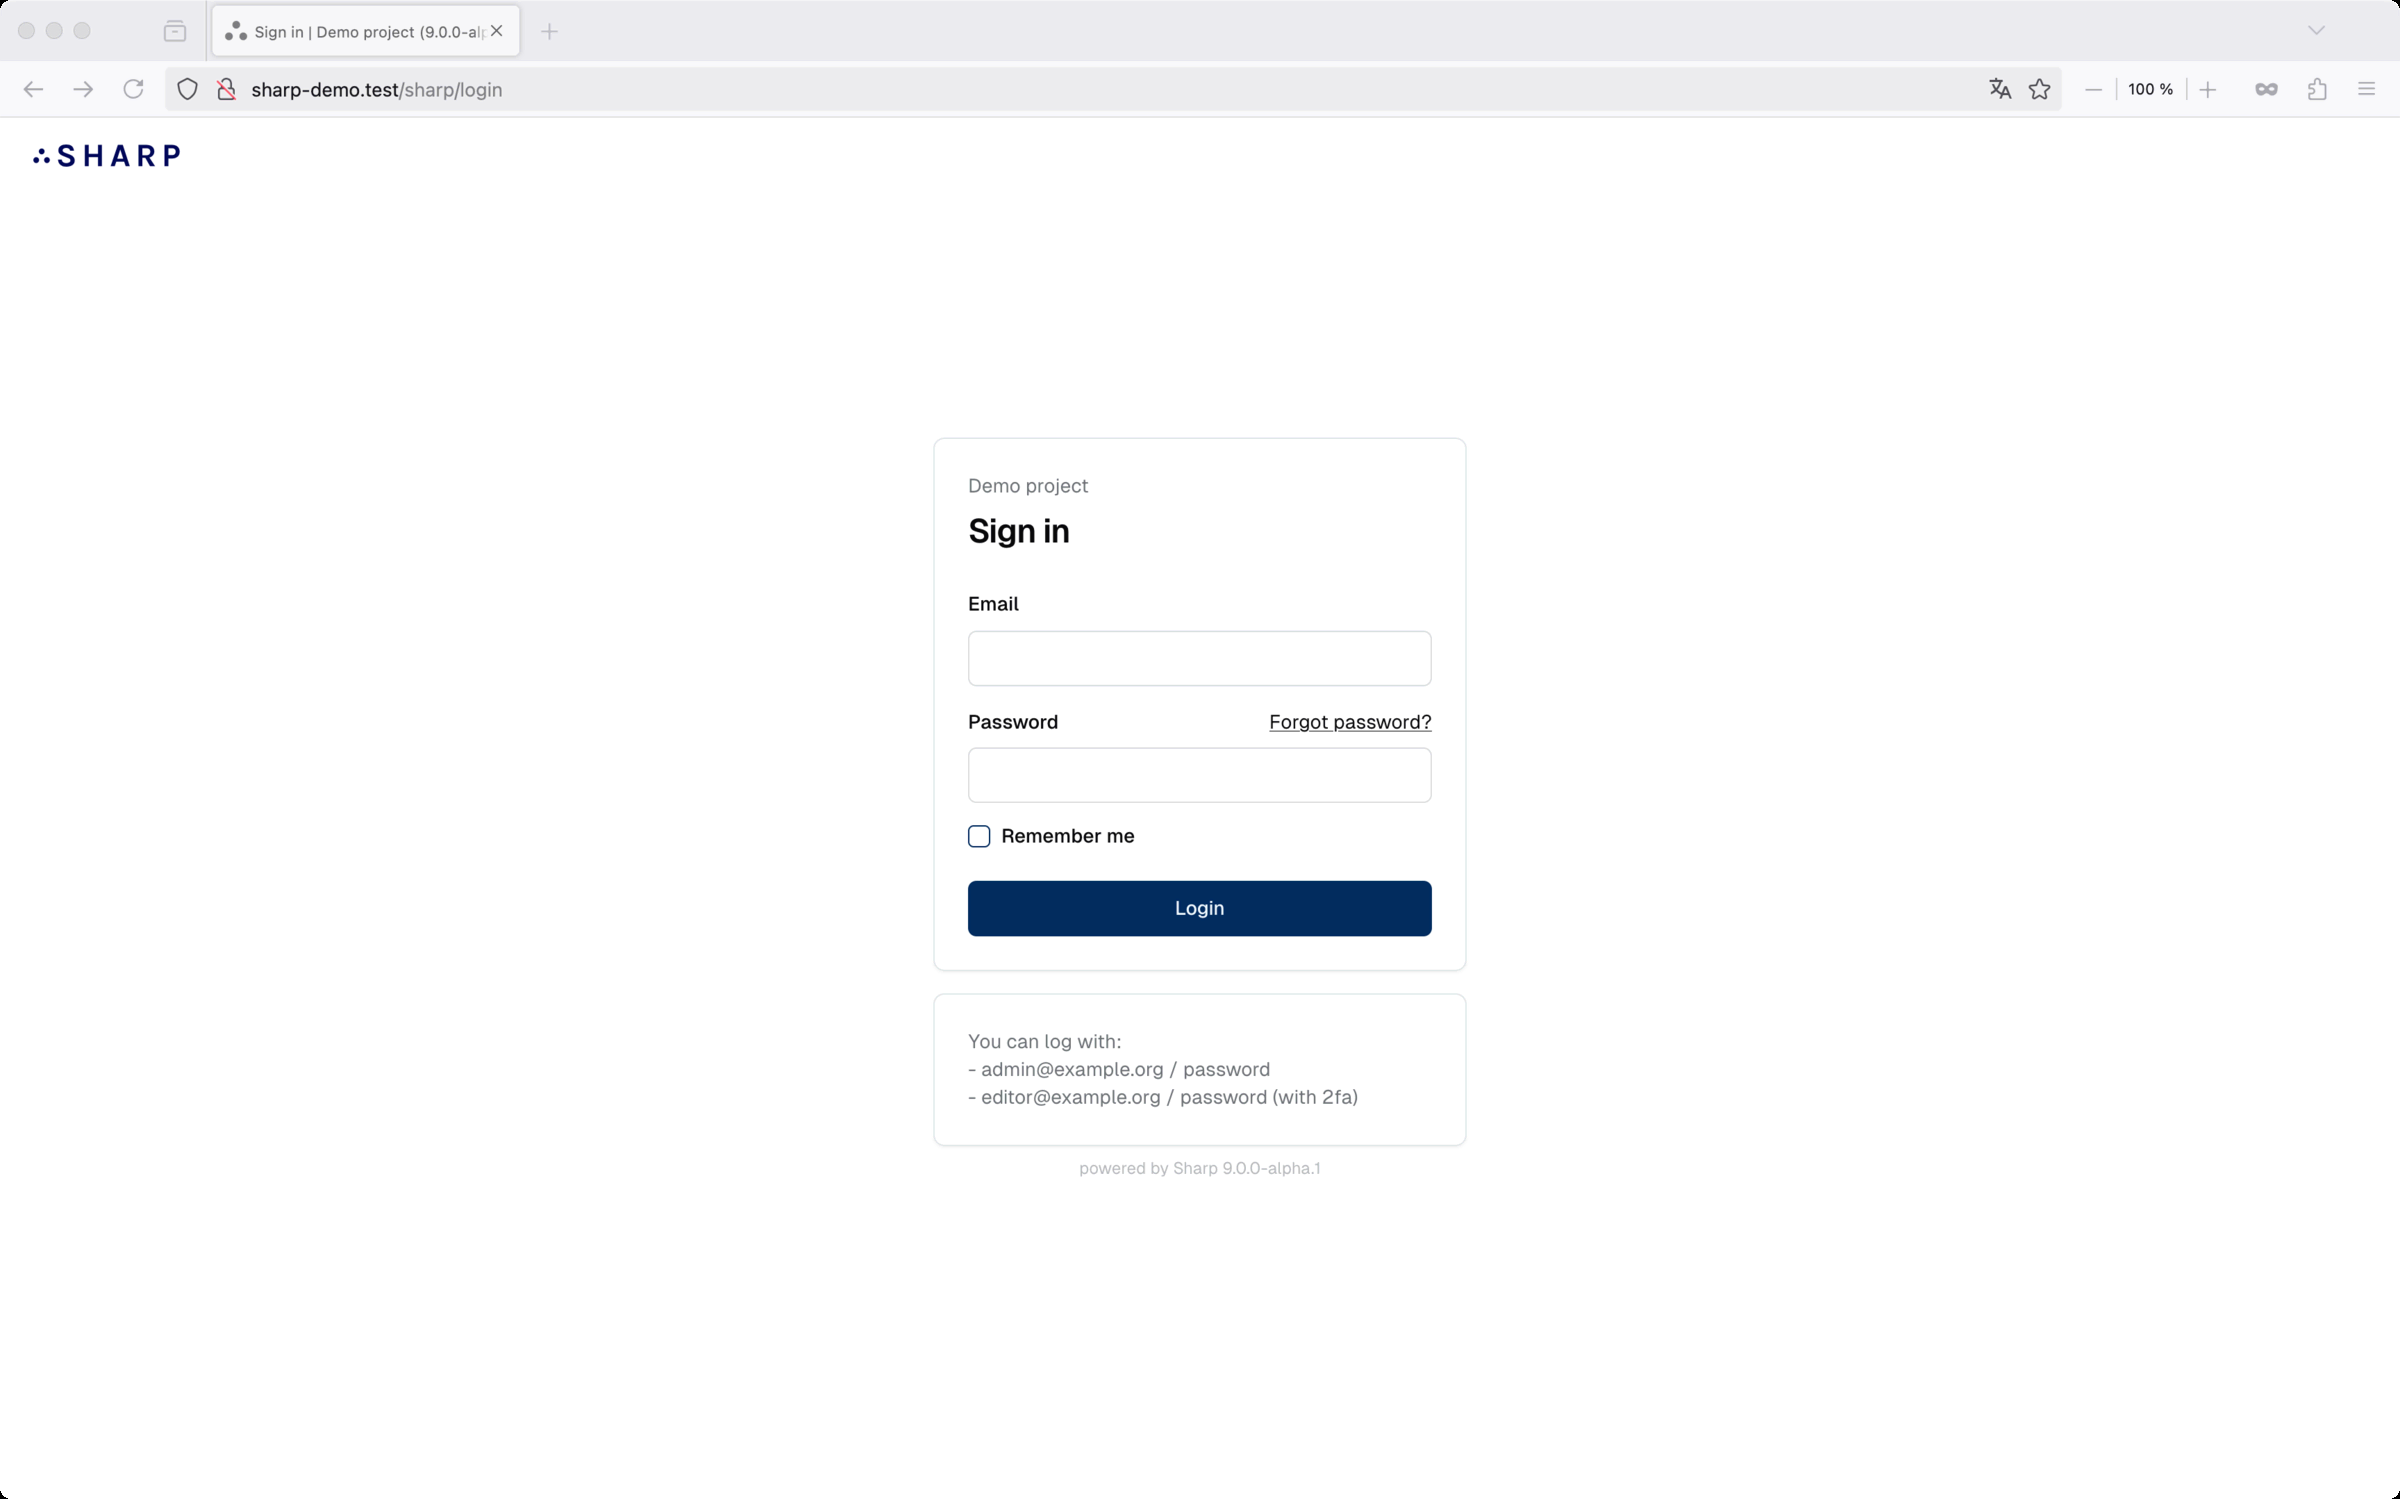 Sign in | Demo project (9.0.0-alp
sharp-demo.test/sharp/login
100 %
SHARP
Demo project
Sign in
Email
Password
Forgot password?
Remember me
Login
You can log with:
- admin@example.org / password
- editor@example.org / password (with 2fa)
powered by Sharp 9.0.0-alpha.1